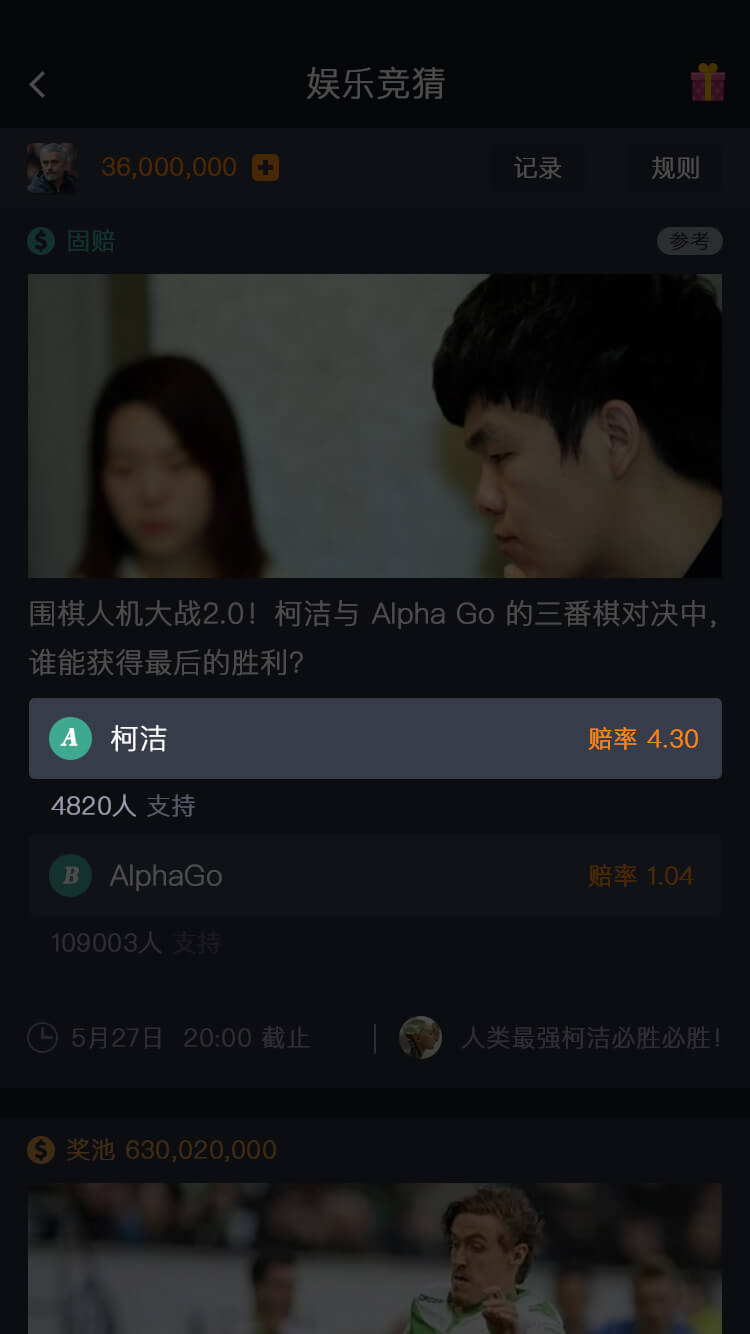 娱乐竞猜
36,000,000
记录
规则
$ 固赔
参考
围棋人机大战2.0！柯洁与 Alpha Go 的三番棋对决中,
谁能获得最后的胜利?
A 柯洁 赔率 4.30
4820人 支持
B AlphaGo 赔率 1.04
109003人 支持
5月27日 20:00 截止
人类最强柯洁必胜必胜!
$ 奖池 630,020,000